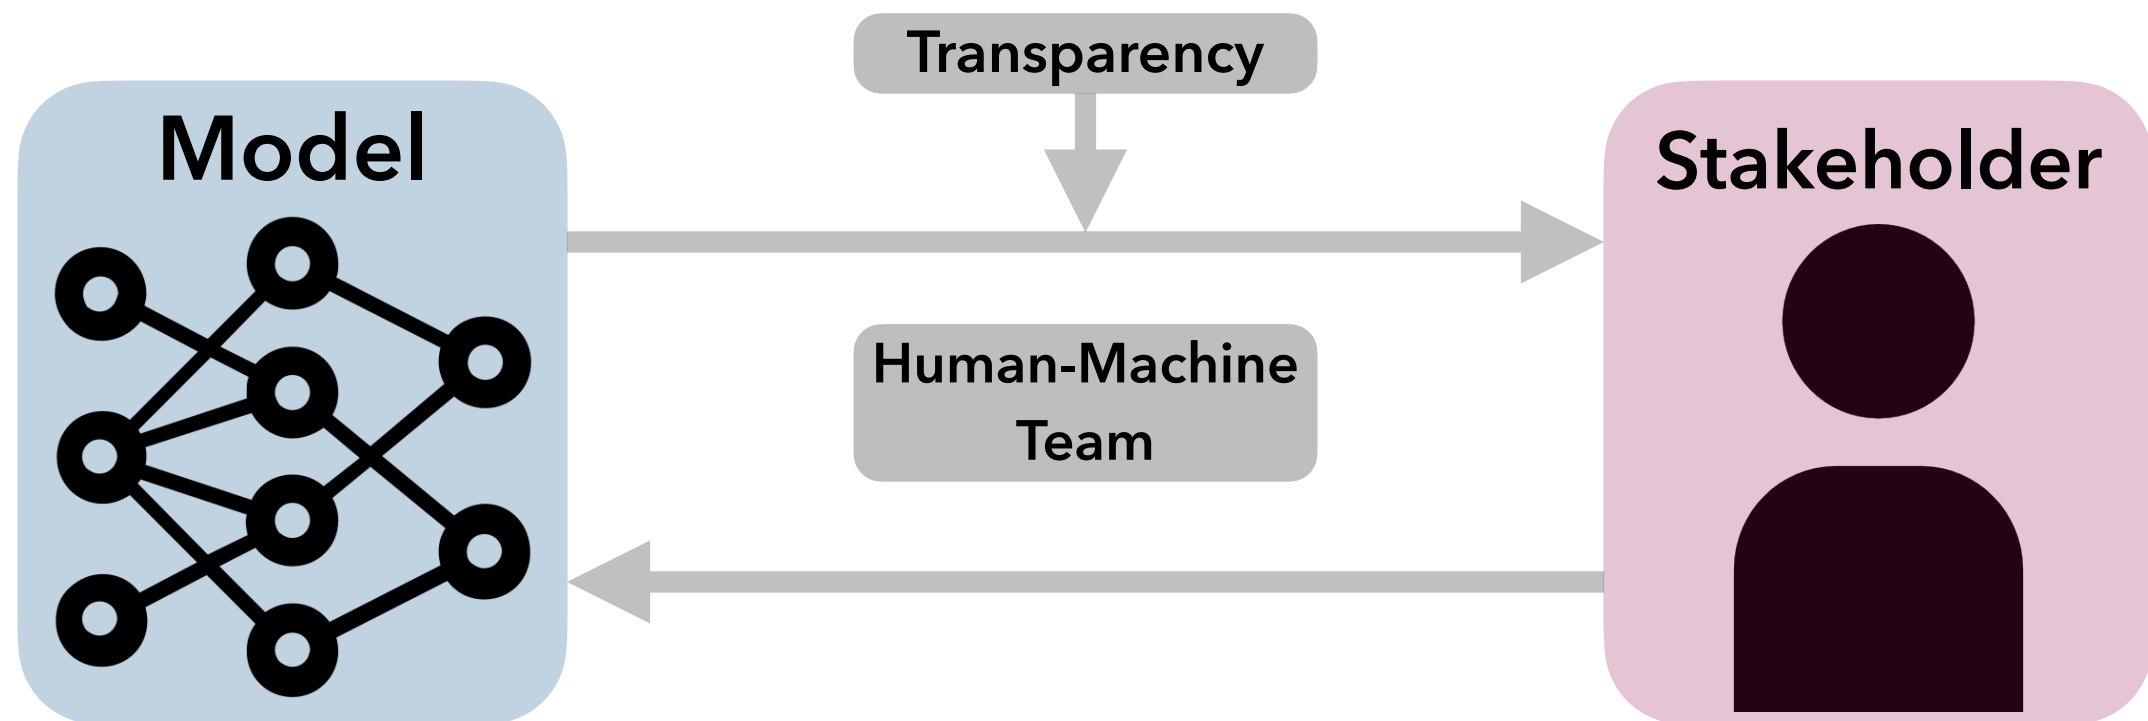 Transparency
Model
Stakeholder
Human-Machine
Team